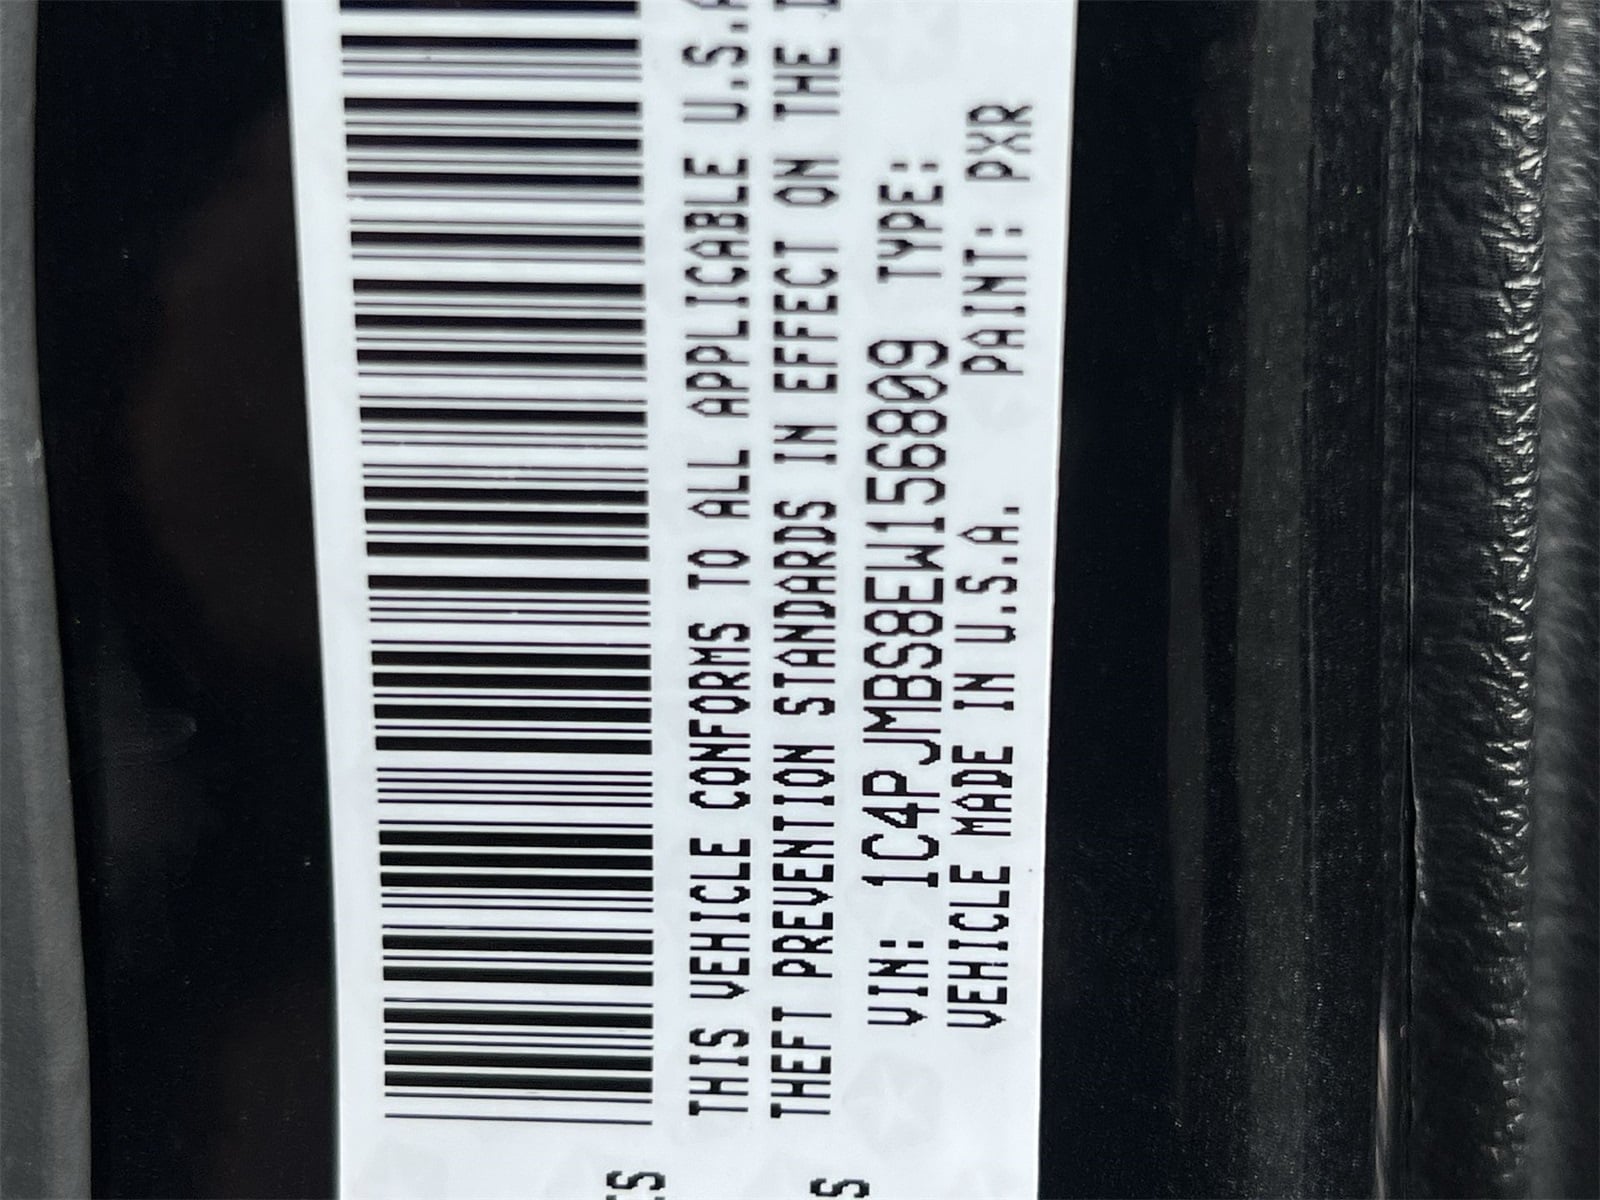 THIS VEHICLE CONFORMS TO ALL APPLICABLE U.S.A
THEFT PREVENTION STANDARDS IN EFFECT ON THE D
VIN: 1C4PJMBS8EW156809 TYPE:
VEHICLE MADE IN U.S.A. PAINT: PXR